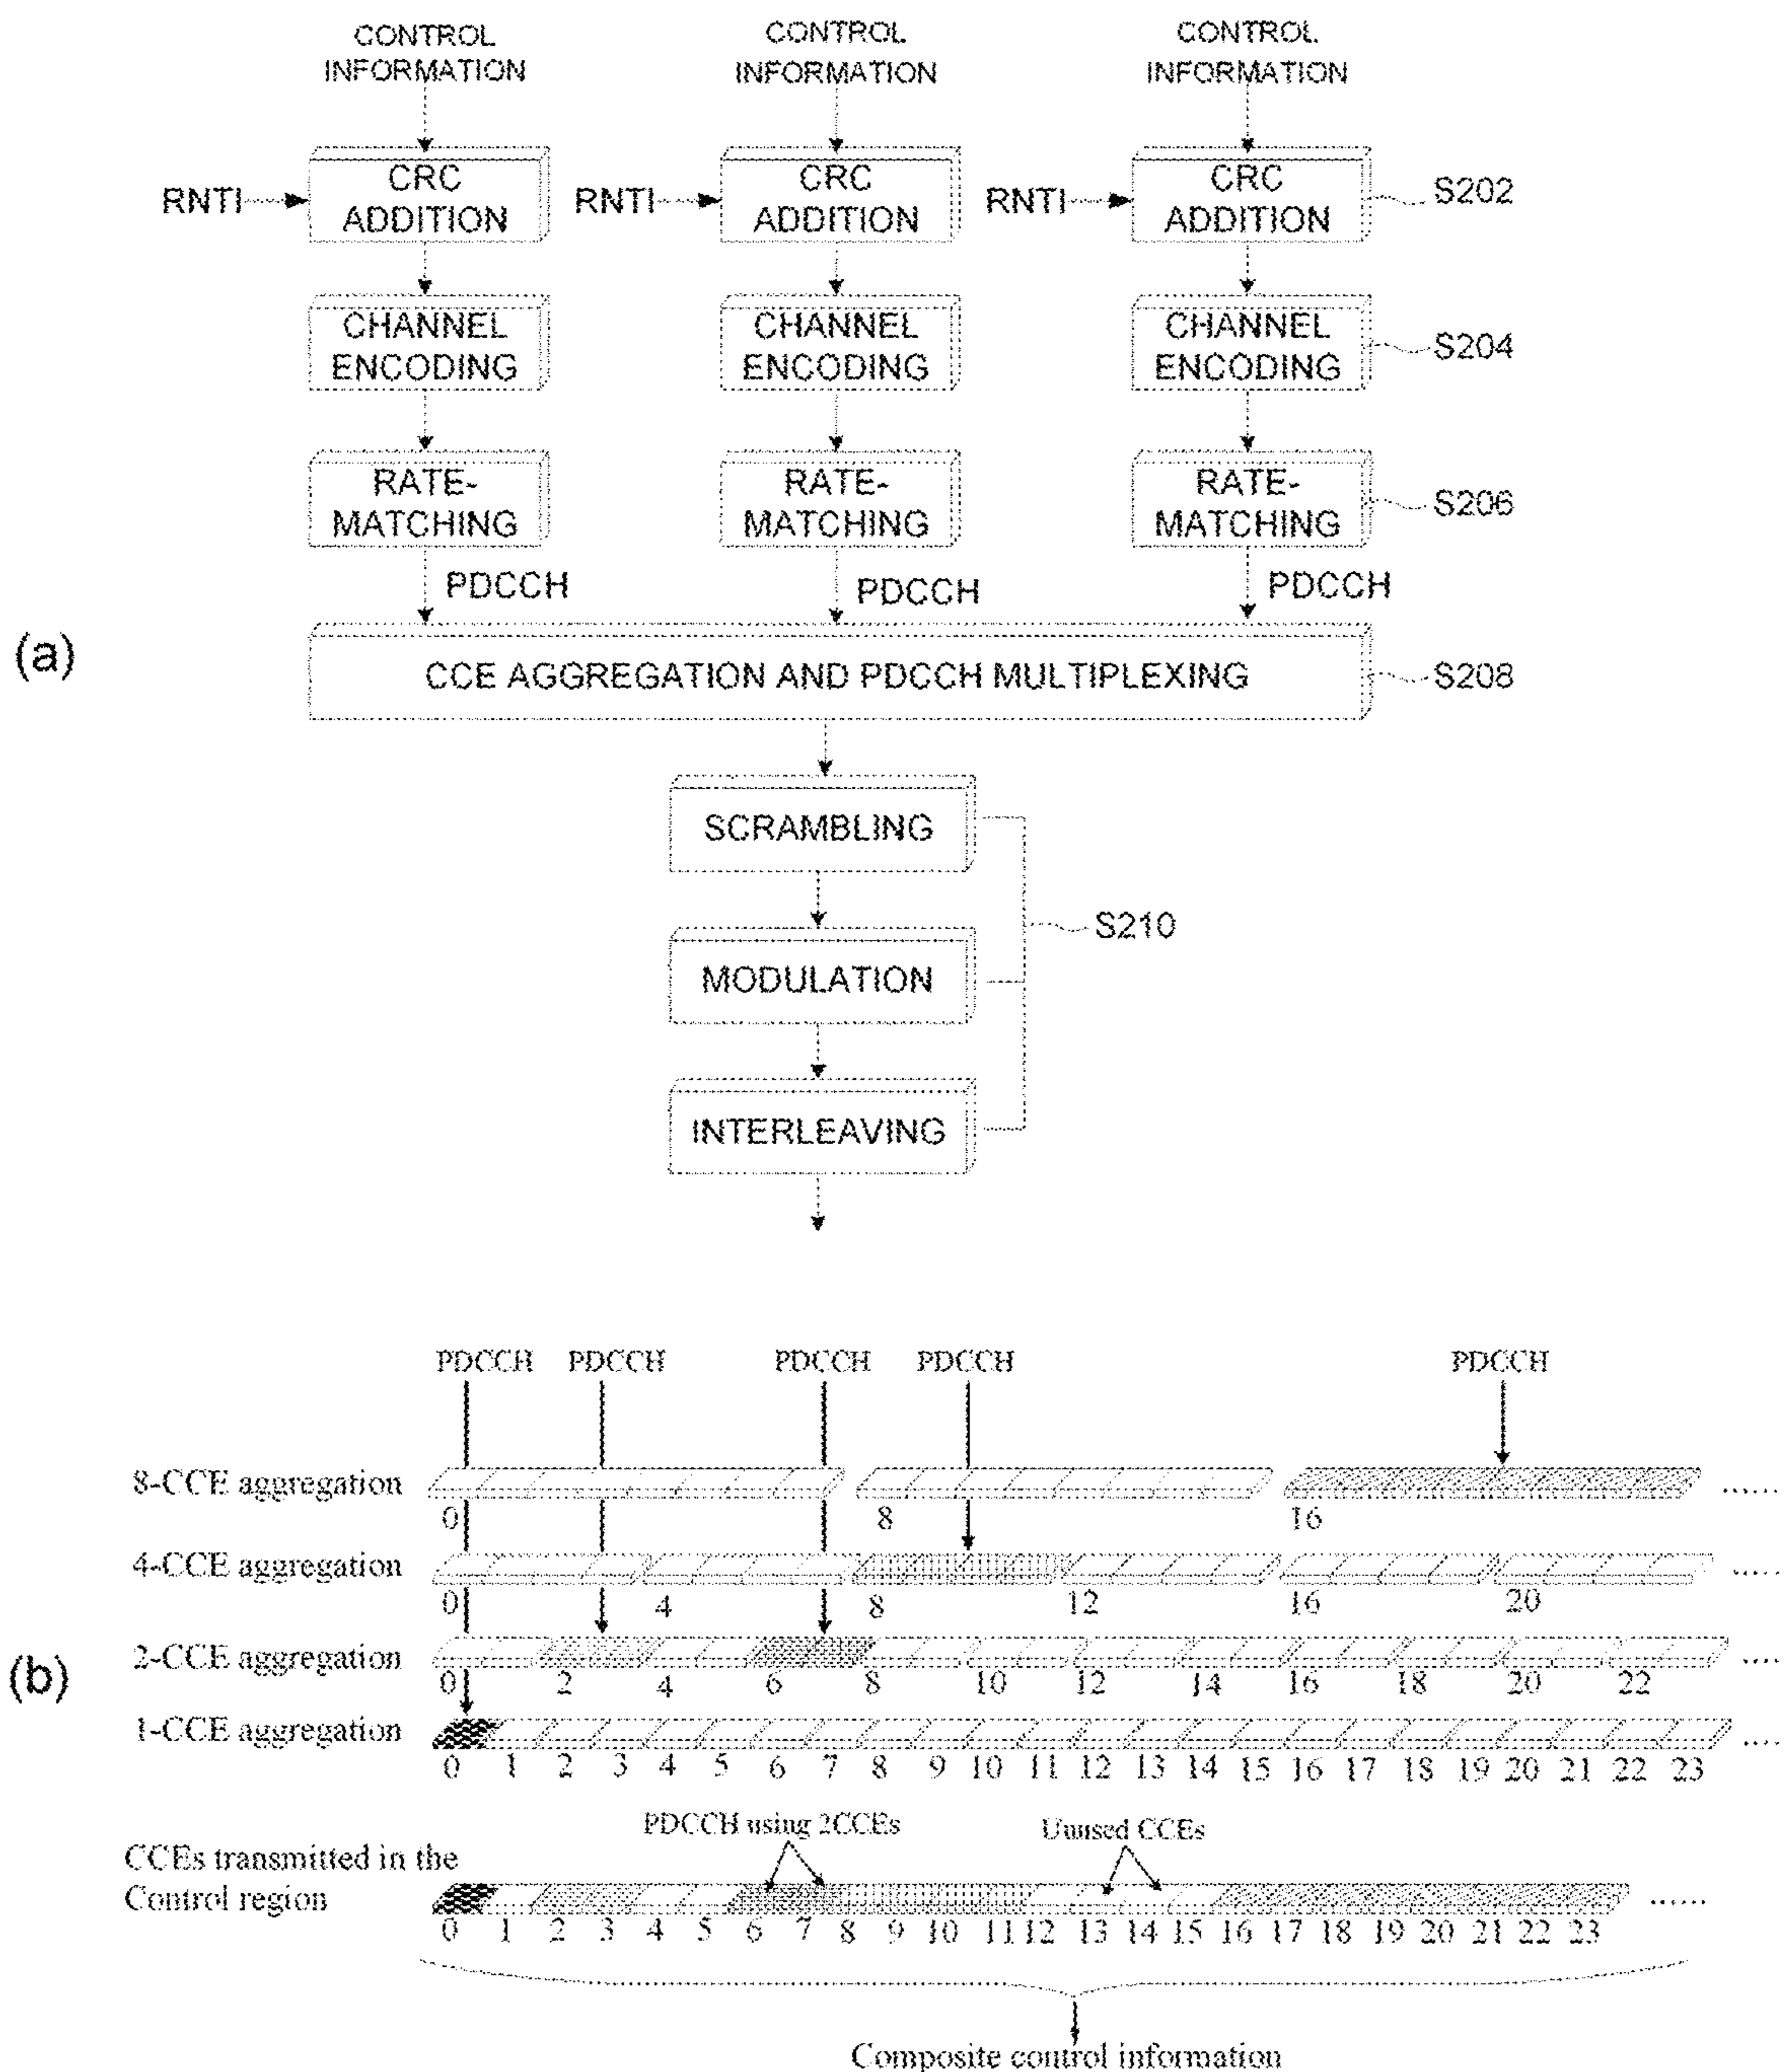 CONTROL INFORMATION
CONTROL INFORMATION
CONTROL INFORMATION
RNTI
CRC ADDITION
RNTI
CRC ADDITION
RNTI
CRC ADDITION
S202
CHANNEL ENCODING
CHANNEL ENCODING
CHANNEL ENCODING
S204
RATE-MATCHING
RATE-MATCHING
RATE-MATCHING
S206
PDCCH
PDCCH
PDCCH
(a)
CCE AGGREGATION AND PDCCH MULTIPLEXING
S208
SCRAMBLING
MODULATION
S210
INTERLEAVING
PDCCH PDCCH PDCCH PDCCH PDCCH
8-CCE aggregation
......
0 8 16
4-CCE aggregation
....
0 4 8 12 16 20
(b)
2-CCE aggregation
....
0 2 4 6 8 10 12 14 16 18 20 22
1-CCE aggregation
....
0 1 2 3 4 5 6 7 8 9 10 11 12 13 14 15 16 17 18 19 20 21 22 23
PDCCH using 2CCEs
Unused CCEs
CCEs transmitted in the
Control region
......
0 1 2 3 4 5 6 7 8 9 10 11 12 13 14 15 16 17 18 19 20 21 22 23
Composite control information